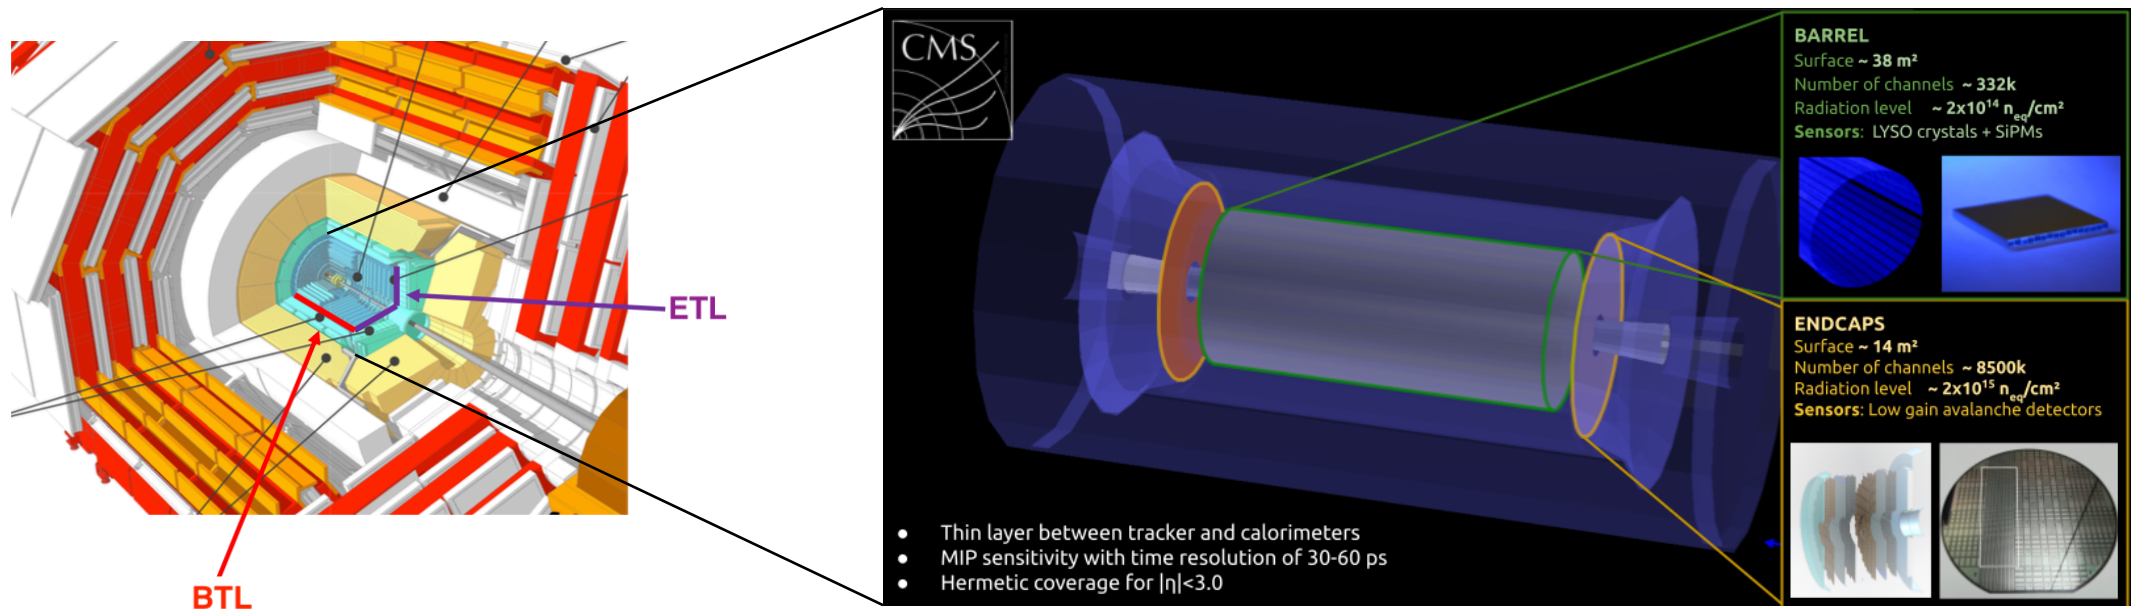 ETL
BTL
CMS
● Thin layer between tracker and calorimeters
● MIP sensitivity with time resolution of 30-60 ps
● Hermetic coverage for |η|<3.0
BARREL
Surface ~ 38 m²
Number of channels ~ 332k
Radiation level ~ 2x10¹⁴ neq/cm²
Sensors: LYSO crystals + SiPMs
ENDCAPS
Surface ~ 14 m²
Number of channels ~ 8500k
Radiation level ~ 2x10¹⁵ neq/cm²
Sensors: Low gain avalanche detectors